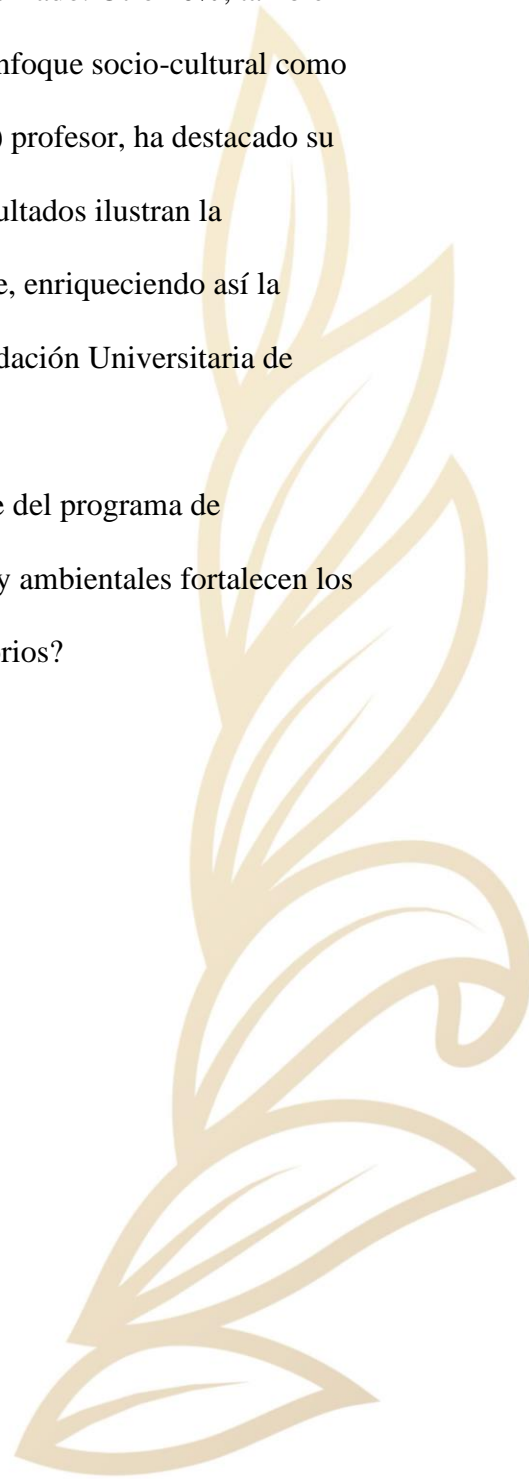 nfoque socio-cultural como
) profesor, ha destacado su
ultados ilustran la
e, enriqueciendo así la
dación Universitaria de
e del programa de
y ambientales fortalecen los
rios?